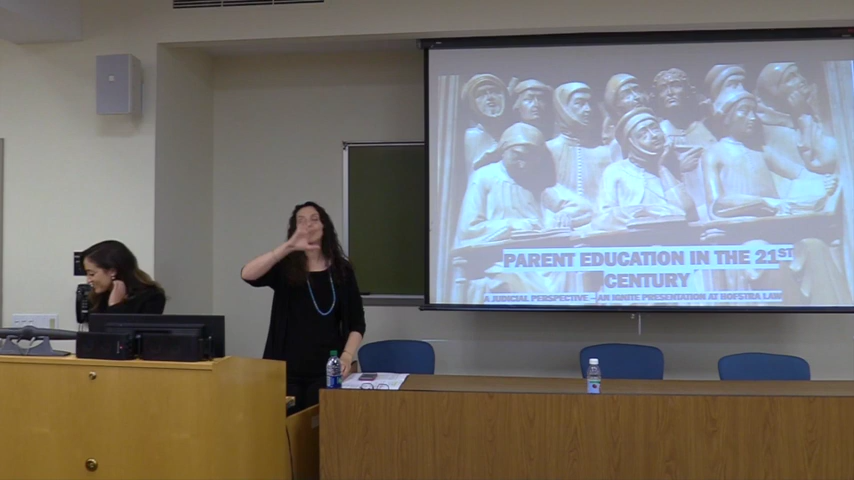 PARENT EDUCATION IN THE 21ST
CENTURY
A JUDICIAL PERSPECTIVE – AN IGNITE PRESENTATION AT HOFSTRA LAW